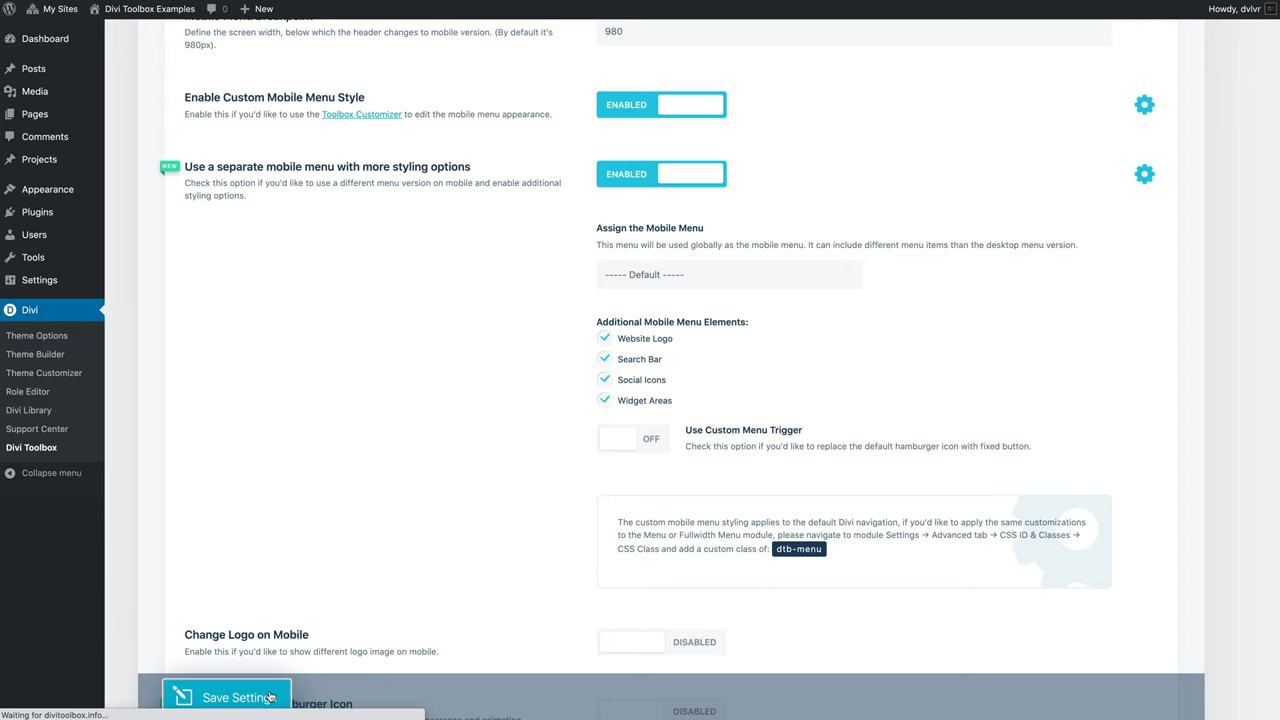 My Sites
Divi Toolbox Examples
0
New
Howdy, dvlvr
Dashboard
Posts
Media
Pages
Comments
Projects
Appearance
Plugins
Users
Tools
Settings
Divi
Theme Options
Theme Builder
Theme Customizer
Role Editor
Divi Library
Support Center
Divi Toolbox
Collapse menu
Define the screen width, below which the header changes to mobile version. (By default it's
980px).
980
Enable Custom Mobile Menu Style
Enable this if you'd like to use the Toolbox Customizer to edit the mobile menu appearance.
ENABLED
NEW
Use a separate mobile menu with more styling options
Check this option if you'd like to use a different menu version on mobile and enable additional
styling options.
ENABLED
Assign the Mobile Menu
This menu will be used globally as the mobile menu. It can include different menu items than the desktop menu version.
----- Default -----
Additional Mobile Menu Elements:
Website Logo
Search Bar
Social Icons
Widget Areas
OFF
Use Custom Menu Trigger
Check this option if you'd like to replace the default hamburger icon with fixed button.
The custom mobile menu styling applies to the default Divi navigation, if you'd like to apply the same customizations
to the Menu or Fullwidth Menu module, please navigate to module Settings → Advanced tab → CSS ID & Classes →
CSS Class and add a custom class of: dtb-menu
Change Logo on Mobile
Enable this if you'd like to show different logo image on mobile.
DISABLED
Save Settings
Icon
DISABLED
Waiting for divitoolbox.info...